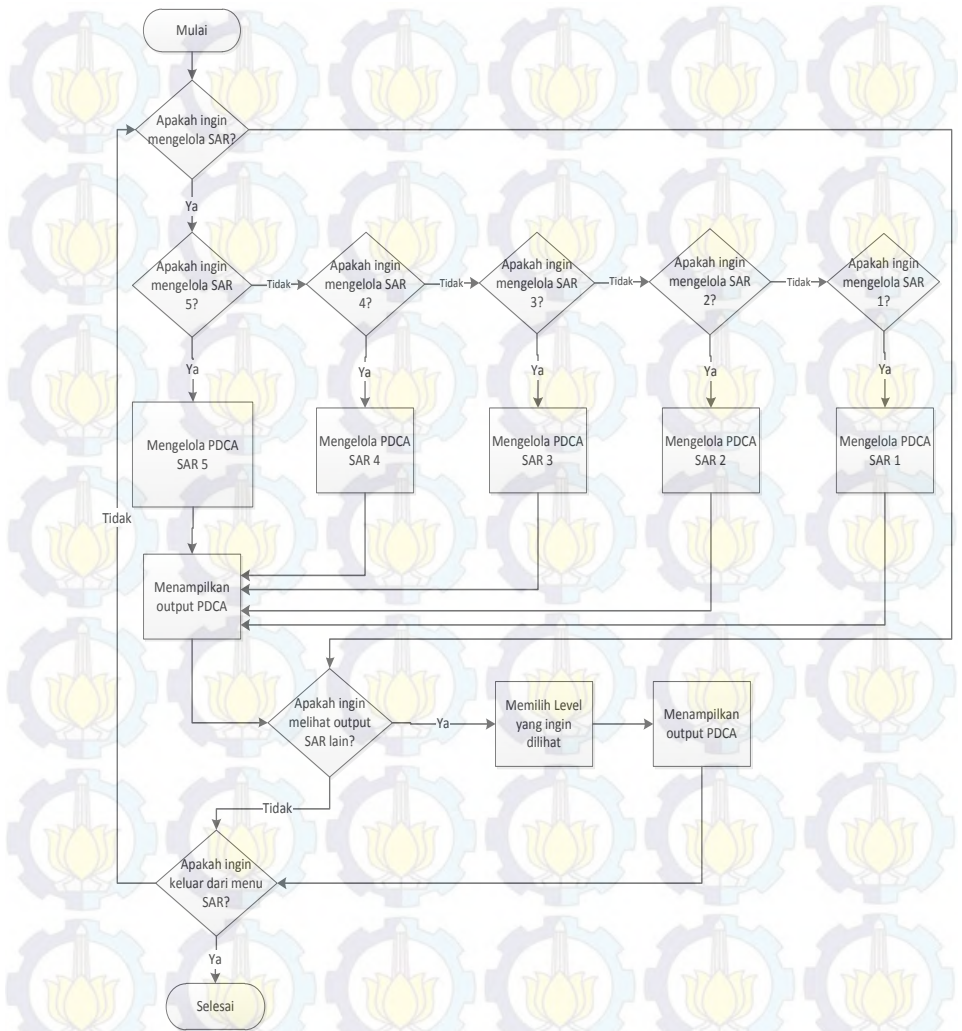 Mulai
Apakah ingin
mengelola SAR?
Ya
Apakah ingin
mengelola SAR
5?
Tidak
Apakah ingin
mengelola SAR
4?
Tidak
Apakah ingin
mengelola SAR
3?
Tidak
Apakah ingin
mengelola SAR
2?
Tidak
Apakah ingin
mengelola SAR
1?
Ya
Ya
Ya
Ya
Ya
Mengelola PDCA
SAR 5
Mengelola PDCA
SAR 4
Mengelola PDCA
SAR 3
Mengelola PDCA
SAR 2
Mengelola PDCA
SAR 1
Tidak
Menampilkan
output PDCA
Apakah ingin
melihat output
SAR lain?
Ya
Memilih Level
yang ingin
dilihat
Menampilkan
output PDCA
Tidak
Apakah ingin
keluar dari menu
SAR?
Ya
Selesai